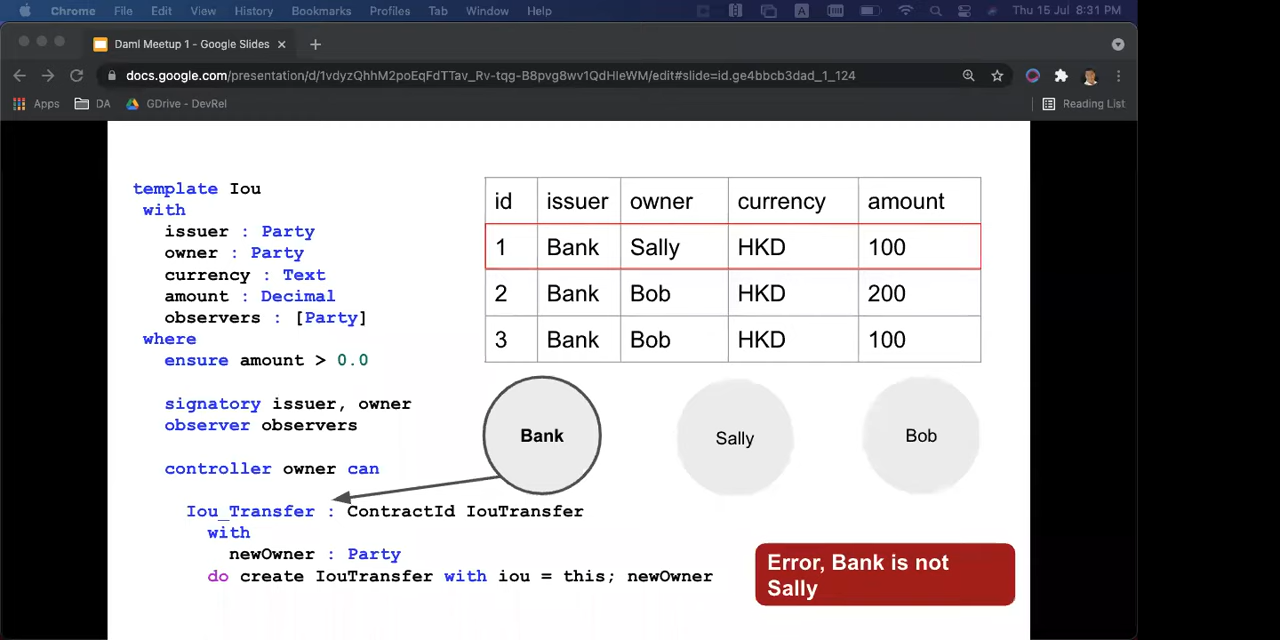 Chrome File Edit View History Bookmarks Profiles Tab Window Help A Thu 15 Jul 8:31 PM
Daml Meetup 1 - Google Slides
docs.google.com/presentation/d/1vdyzQhhM2poEqFdTTav_Rv-tqg-B8pvg8wv1QdHleWM/edit#slide=id.ge4bbcb3dad_1_124
Apps DA GDrive - DevRel Reading List
template Iou
with
issuer : Party
owner : Party
currency : Text
amount : Decimal
observers : [Party]
where
ensure amount > 0.0
signatory issuer, owner
observer observers
controller owner can
Iou_Transfer : ContractId IouTransfer
with
newOwner : Party
do create IouTransfer with iou = this; newOwner
id issuer owner currency amount
1 Bank Sally HKD 100
2 Bank Bob HKD 200
3 Bank Bob HKD 100
Bank Sally Bob
Error, Bank is not
Sally